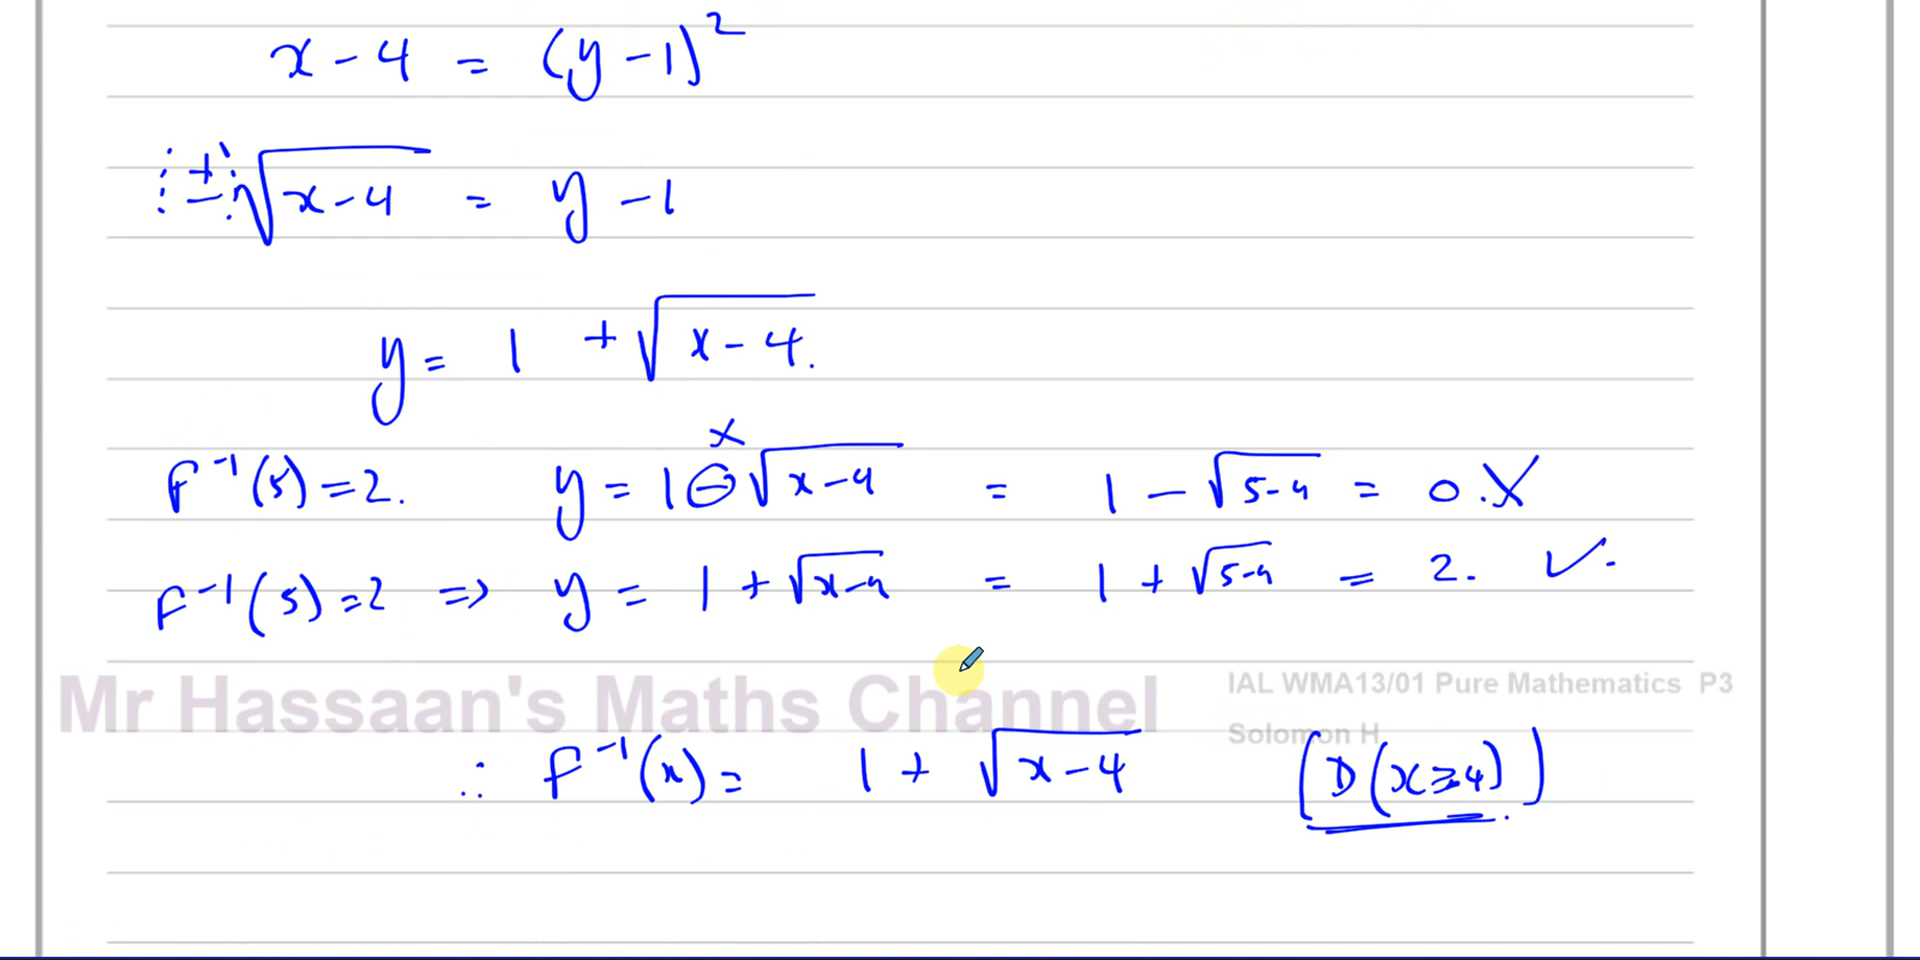 x - 4 = (y - 1)²
±√(x - 4) = y - 1
y = 1 + √(x - 4).
x
f⁻¹(5) = 2. y = 1 ⊖ √(x - 4) = 1 - √(5-4) = 0. X
f⁻¹(5) = 2 ⇒ y = 1 + √(x-4) = 1 + √(5-4) = 2. ✓.
Mr Hassaan's Maths Channel
IAL WMA13/01 Pure Mathematics P3
Solomon H
∴ f⁻¹(x) = 1 + √(x - 4) (D(x ≥ 4)).